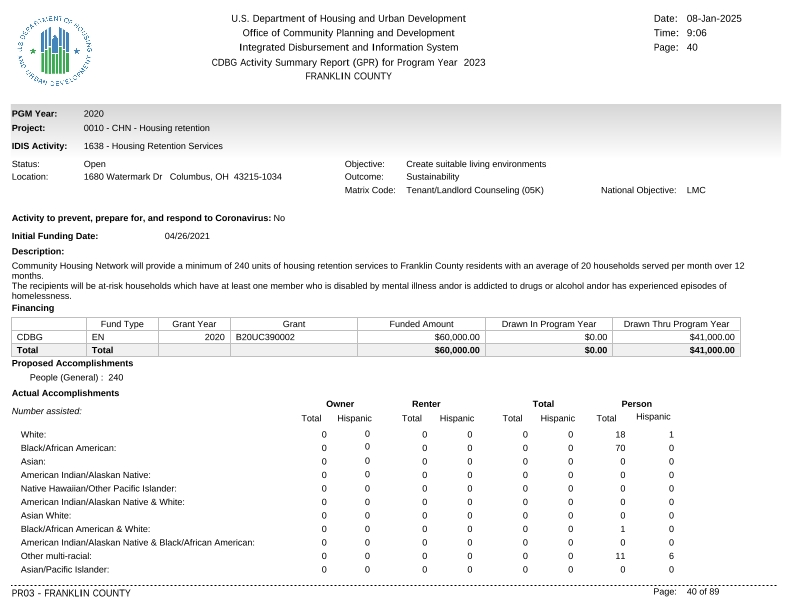 U.S. DEPARTMENT OF HOUSING AND URBAN DEVELOPMENT
U.S. Department of Housing and Urban Development
Office of Community Planning and Development
Integrated Disbursement and Information System
CDBG Activity Summary Report (GPR) for Program Year 2023
FRANKLIN COUNTY
Date: 08-Jan-2025
Time: 9:06
Page: 40
PGM Year: 2020
Project: 0010 - CHN - Housing retention
IDIS Activity: 1638 - Housing Retention Services
Status: Open Objective: Create suitable living environments
Location: 1680 Watermark Dr Columbus, OH 43215-1034 Outcome: Sustainability
Matrix Code: Tenant/Landlord Counseling (05K) National Objective: LMC
Activity to prevent, prepare for, and respond to Coronavirus: No
Initial Funding Date: 04/26/2021
Description:
Community Housing Network will provide a minimum of 240 units of housing retention services to Franklin County residents with an average of 20 households served per month over 12
months.
The recipients will be at-risk households which have at least one member who is disabled by mental illness andor is addicted to drugs or alcohol andor has experienced episodes of
homelessness.
Financing
Fund Type Grant Year Grant Funded Amount Drawn In Program Year Drawn Thru Program Year
CDBG EN 2020 B20UC390002 $60,000.00 $0.00 $41,000.00
Total Total $60,000.00 $0.00 $41,000.00
Proposed Accomplishments
People (General) : 240
Actual Accomplishments
Owner Renter Total Person
Number assisted:
Total Hispanic Total Hispanic Total Hispanic Total Hispanic
White: 0 0 0 0 0 0 18 1
Black/African American: 0 0 0 0 0 0 70 0
Asian: 0 0 0 0 0 0 0 0
American Indian/Alaskan Native: 0 0 0 0 0 0 0 0
Native Hawaiian/Other Pacific Islander: 0 0 0 0 0 0 0 0
American Indian/Alaskan Native & White: 0 0 0 0 0 0 0 0
Asian White: 0 0 0 0 0 0 0 0
Black/African American & White: 0 0 0 0 0 0 1 0
American Indian/Alaskan Native & Black/African American: 0 0 0 0 0 0 0 0
Other multi-racial: 0 0 0 0 0 0 11 6
Asian/Pacific Islander: 0 0 0 0 0 0 0 0
PR03 - FRANKLIN COUNTY
Page: 40 of 89